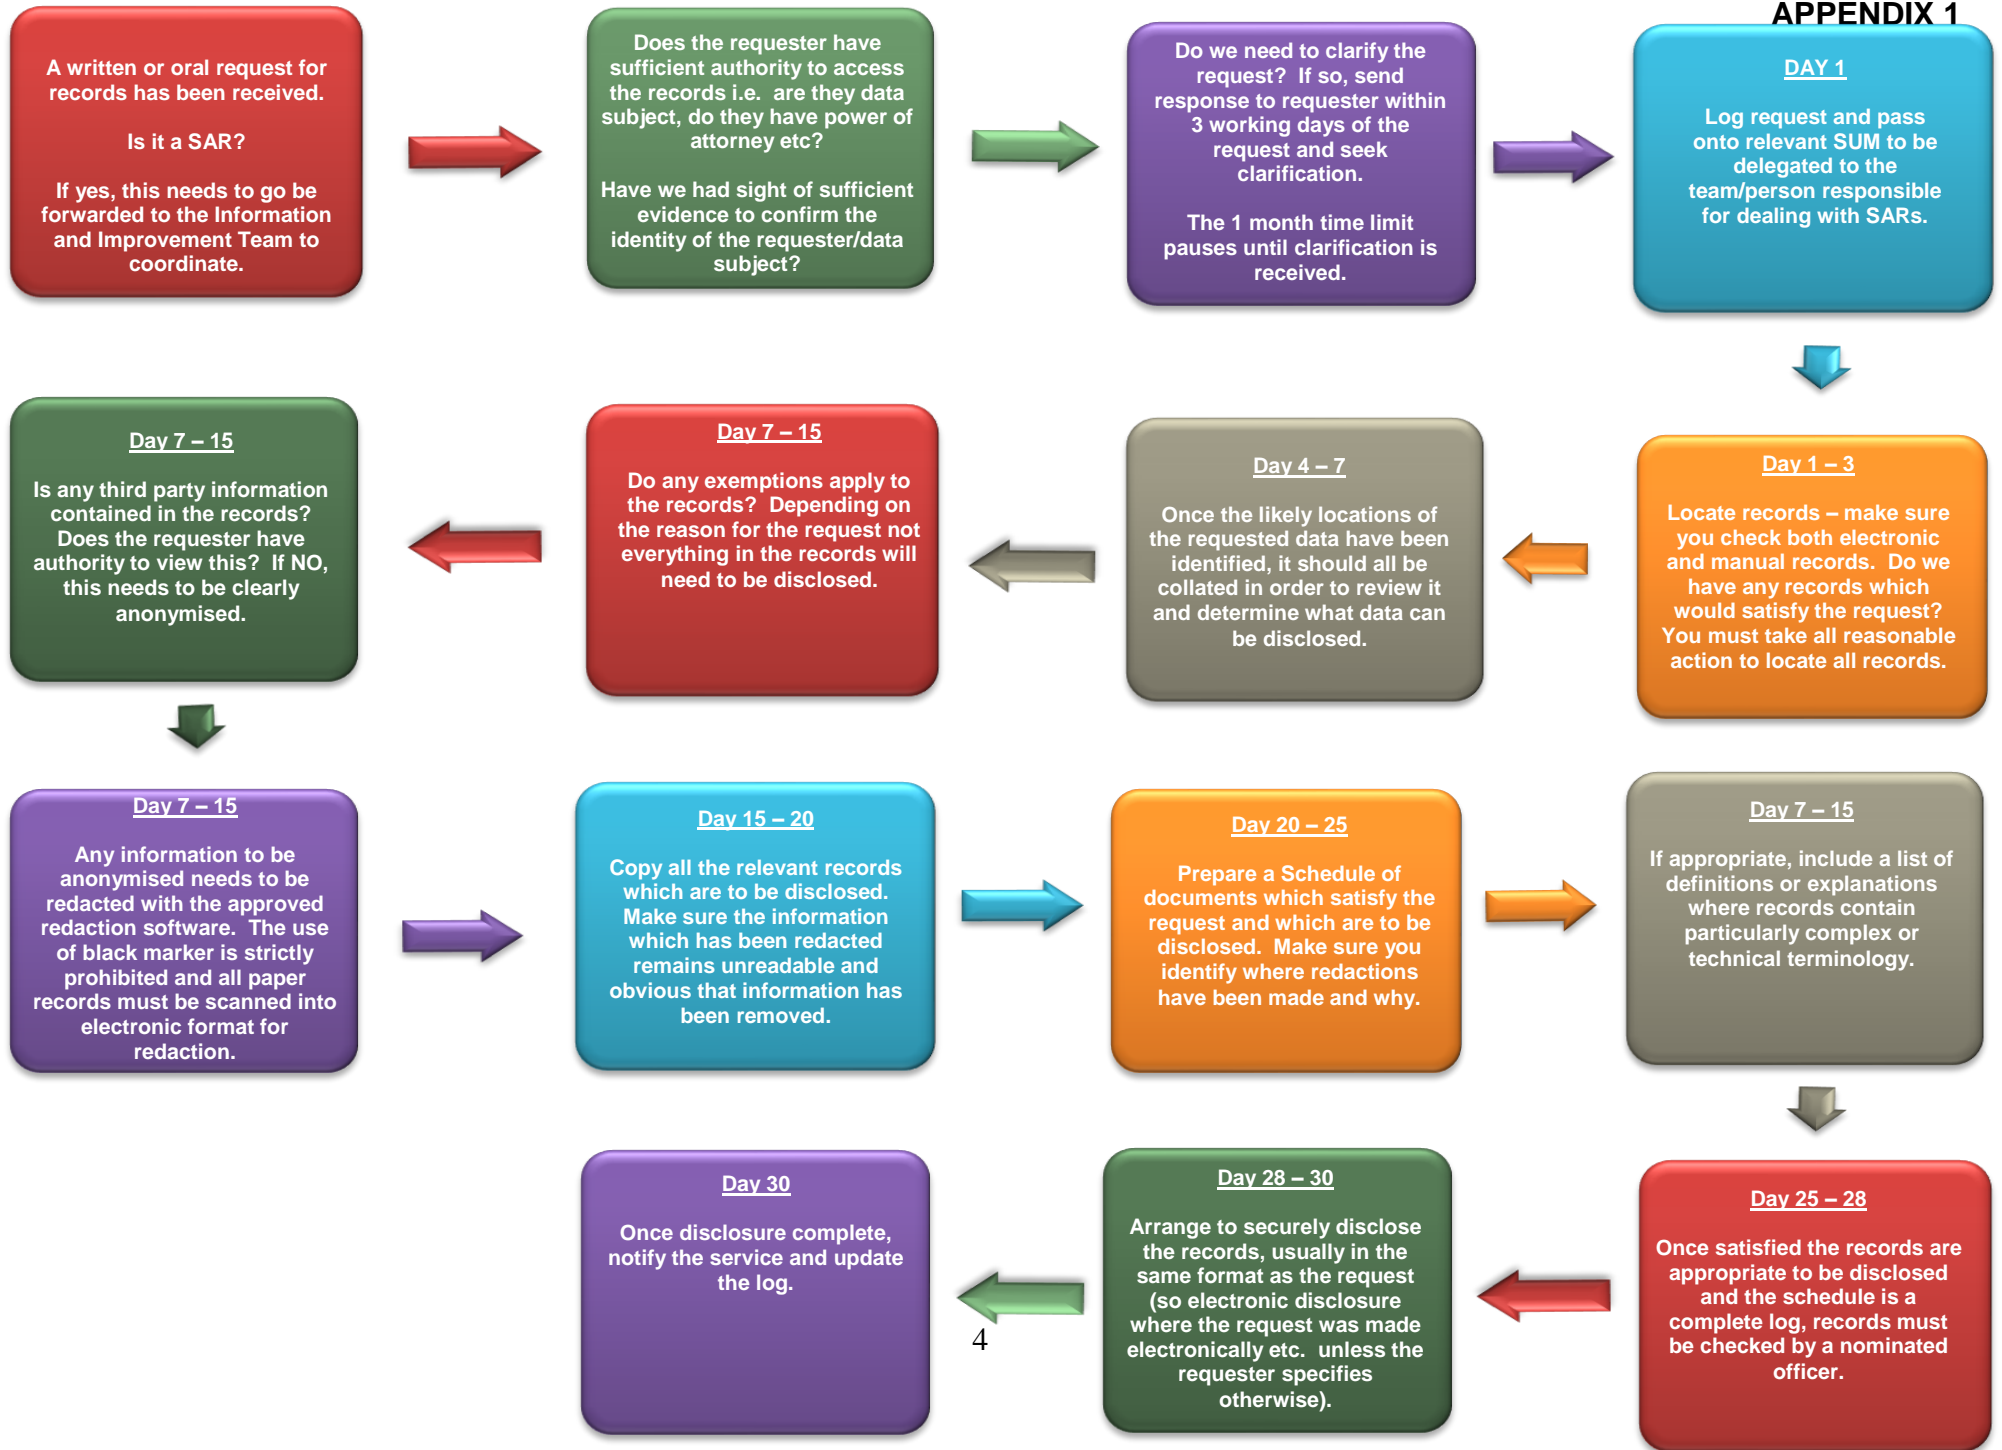 APPENDIX 1
A written or oral request for
records has been received.
Is it a SAR?
If yes, this needs to go be
forwarded to the Information
and Improvement Team to
coordinate.
Does the requester have
sufficient authority to access
the records i.e. are they data
subject, do they have power of
attorney etc?
Have we had sight of sufficient
evidence to confirm the
identity of the requester/data
subject?
Do we need to clarify the
request? If so, send
response to requester within
3 working days of the
request and seek
clarification.
The 1 month time limit
pauses until clarification is
received.
DAY 1
Log request and pass
onto relevant SUM to be
delegated to the
team/person responsible
for dealing with SARs.
Day 1 – 3
Locate records – make sure
you check both electronic
and manual records. Do we
have any records which
would satisfy the request?
You must take all reasonable
action to locate all records.
Day 4 – 7
Once the likely locations of
the requested data have been
identified, it should all be
collated in order to review it
and determine what data can
be disclosed.
Day 7 – 15
Do any exemptions apply to
the records? Depending on
the reason for the request not
everything in the records will
need to be disclosed.
Day 7 – 15
Is any third party information
contained in the records?
Does the requester have
authority to view this? If NO,
this needs to be clearly
anonymised.
Day 7 – 15
Any information to be
anonymised needs to be
redacted with the approved
redaction software. The use
of black marker is strictly
prohibited and all paper
records must be scanned into
electronic format for
redaction.
Day 15 – 20
Copy all the relevant records
which are to be disclosed.
Make sure the information
which has been redacted
remains unreadable and
obvious that information has
been removed.
Day 20 – 25
Prepare a Schedule of
documents which satisfy the
request and which are to be
disclosed. Make sure you
identify where redactions
have been made and why.
Day 7 – 15
If appropriate, include a list of
definitions or explanations
where records contain
particularly complex or
technical terminology.
Day 25 – 28
Once satisfied the records are
appropriate to be disclosed
and the schedule is a
complete log, records must
be checked by a nominated
officer.
Day 28 – 30
Arrange to securely disclose
the records, usually in the
same format as the request
(so electronic disclosure
where the request was made
electronically etc. unless the
requester specifies
otherwise).
Day 30
Once disclosure complete,
notify the service and update
the log.
4